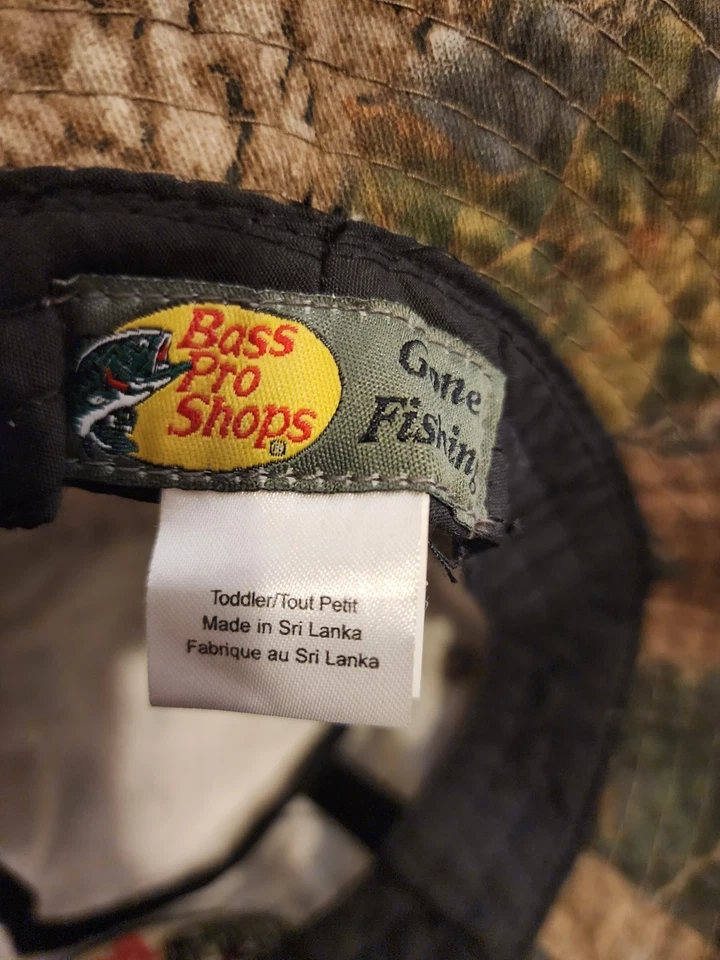 Bass
Pro
Shops®
Gone
Fishing
Toddler/Tout Petit
Made in Sri Lanka
Fabrique au Sri Lanka